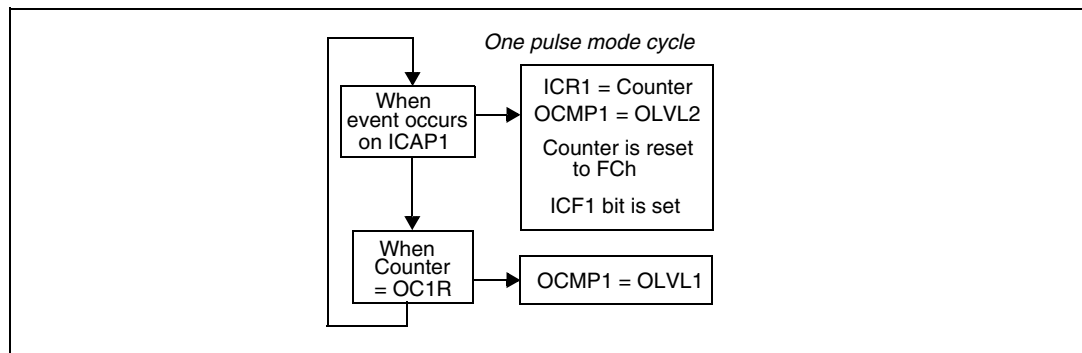 One pulse mode cycle
When
event occurs
on ICAP1
ICR1 = Counter
OCMP1 = OLVL2
Counter is reset
to FCh
ICF1 bit is set
When
Counter
= OC1R
OCMP1 = OLVL1